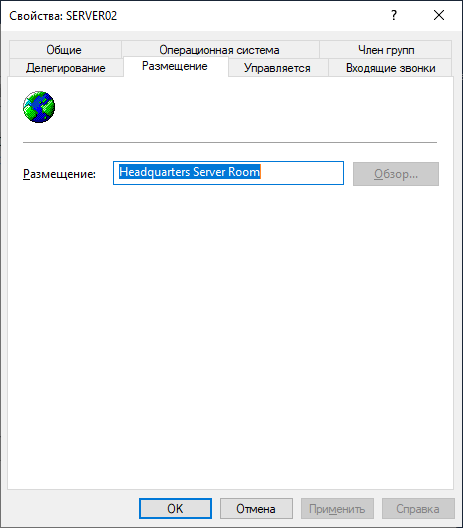 Свойства: SERVER02 ?
Общие Операционная система Член групп
Делегирование Размещение Управляется Входящие звонки
Размещение: Headquarters Server Room Обзор...
OK Отмена Применить Справка